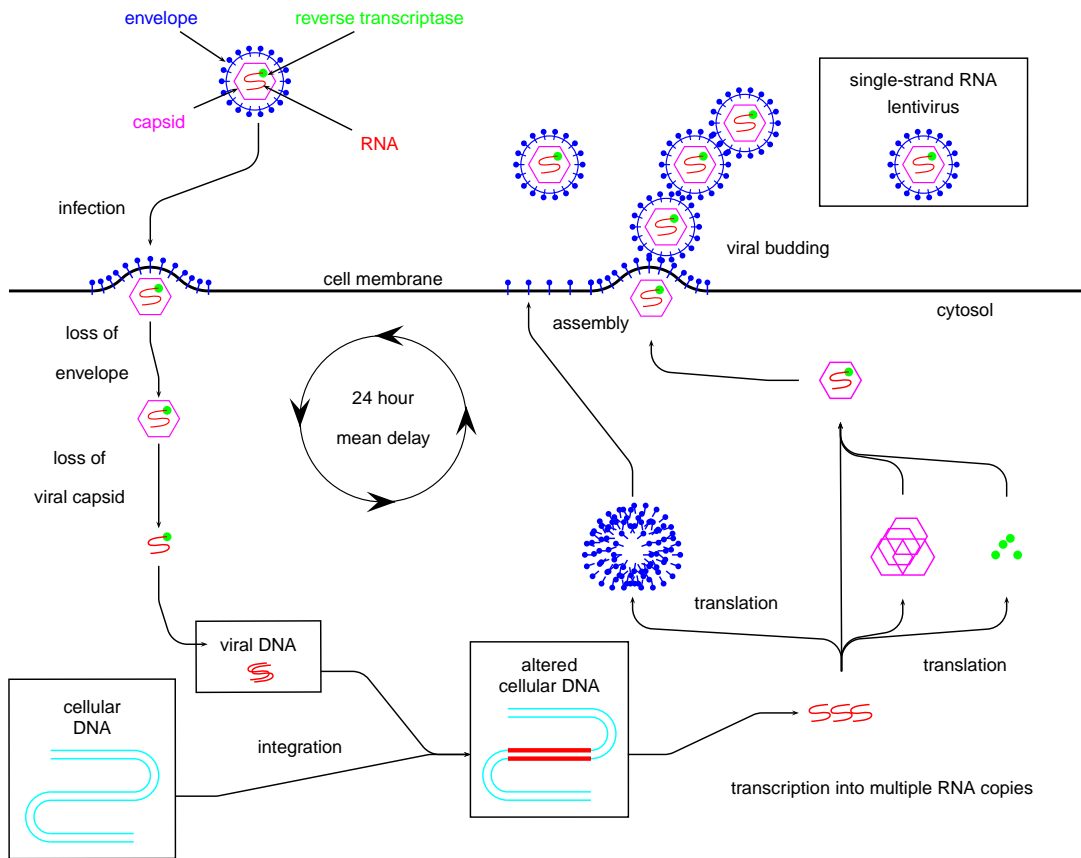 envelope
reverse transcriptase
capsid
RNA
single-strand RNA
lentivirus
infection
viral budding
cell membrane
cytosol
assembly
loss of
envelope
24 hour
mean delay
loss of
viral capsid
translation
translation
viral DNA
altered
cellular DNA
cellular
DNA
integration
transcription into multiple RNA copies